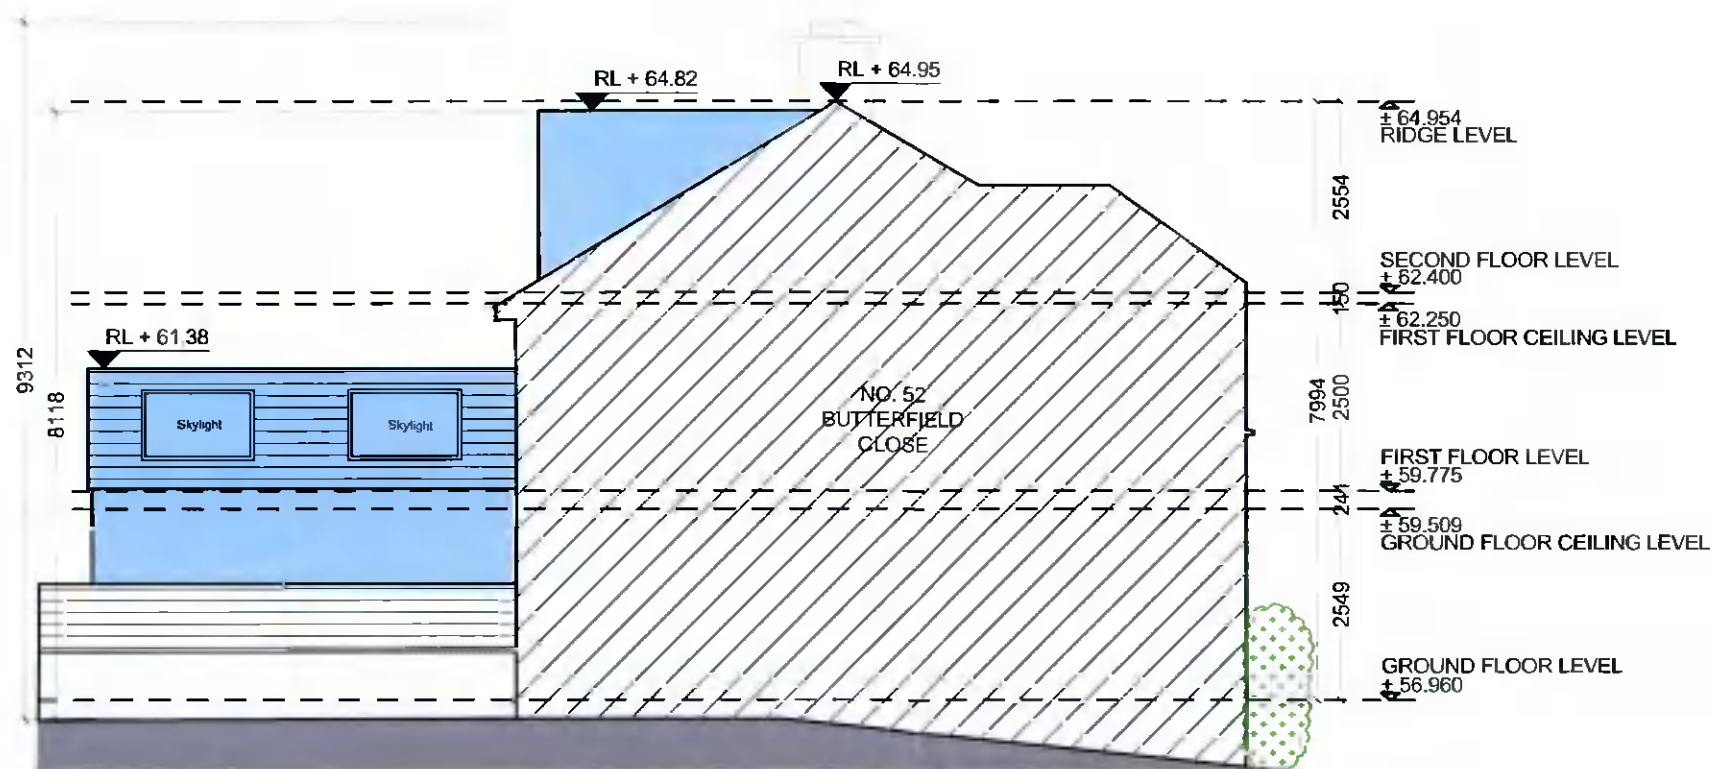 RL + 64.82
RL + 64.95
± 64.954
RIDGE LEVEL
2554
SECOND FLOOR LEVEL
± 62.400
150
± 62.250
FIRST FLOOR CEILING LEVEL
RL + 61.38
9312
8118
Skylight
Skylight
NO. 52
BUTTERFIELD
CLOSE
7994
2500
FIRST FLOOR LEVEL
± 59.775
241
± 59.509
GROUND FLOOR CEILING LEVEL
2549
GROUND FLOOR LEVEL
± 56.960